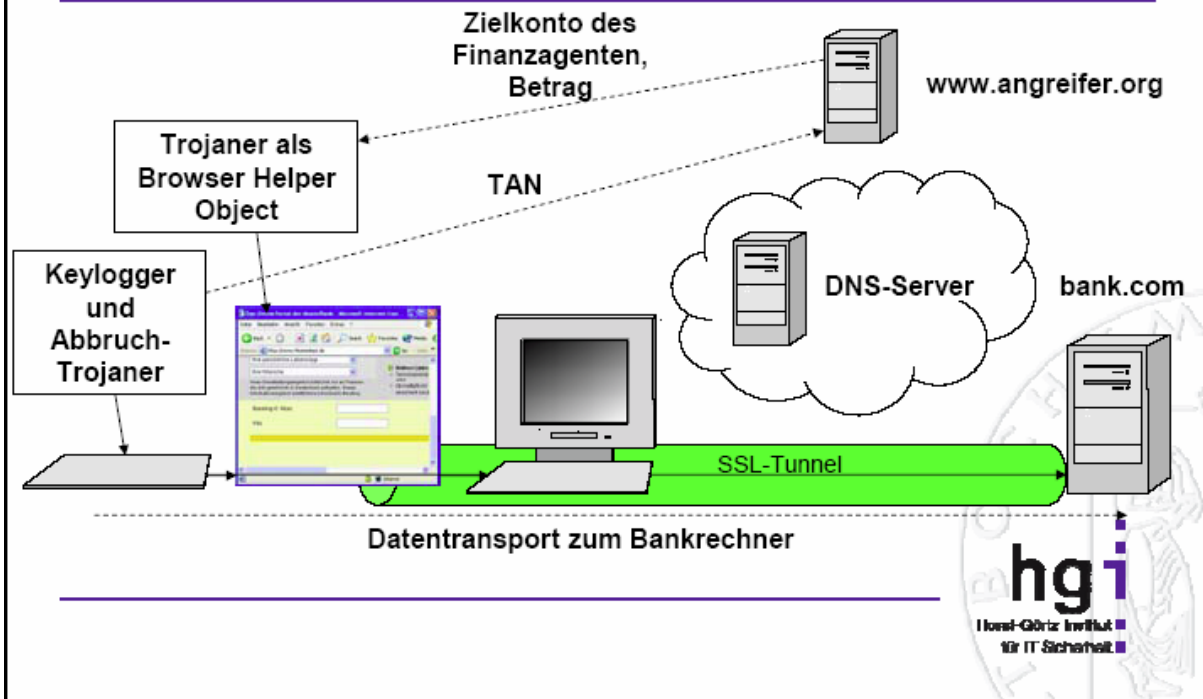 Zielkonto des
Finanzagenten,
Betrag
www.angreifer.org
Trojaner als
Browser Helper
Object
TAN
Keylogger
und
Abbruch-
Trojaner
DNS-Server
bank.com
SSL-Tunnel
Datentransport zum Bankrechner
hgi
Horst-Görtz Institut
für IT Sicherheit